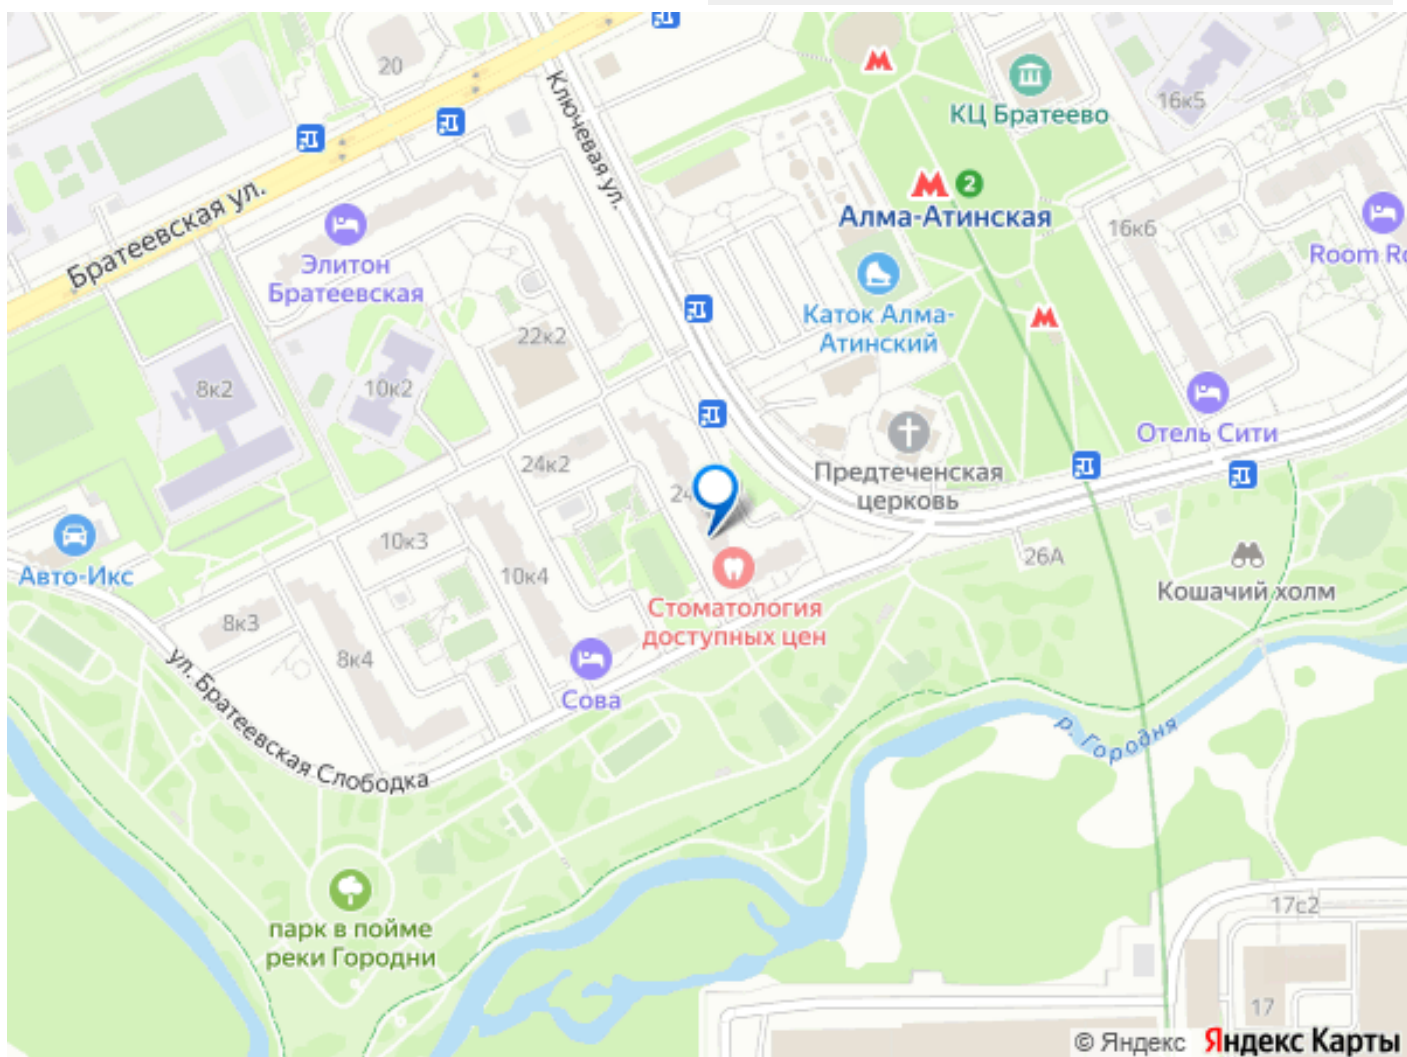 20
Ключевая ул.
КЦ Братеево
16к5
Братеевская ул.
2
Алма-Атинская
16к6
Элитон
Братеевская
Room Ro
Каток Алма-
Атинский
22к2
8к2
10к2
Отель Сити
24к2
Предтеченская
церковь
24
10к3
26А
Авто-Икс
10к4
Кошачий холм
Стоматология
доступных цен
8к3
8к4
ул. Братеевская Слободка
Сова
р. Городня
17с2
парк в пойме
реки Городни
17
© Яндекс Яндекс Карты